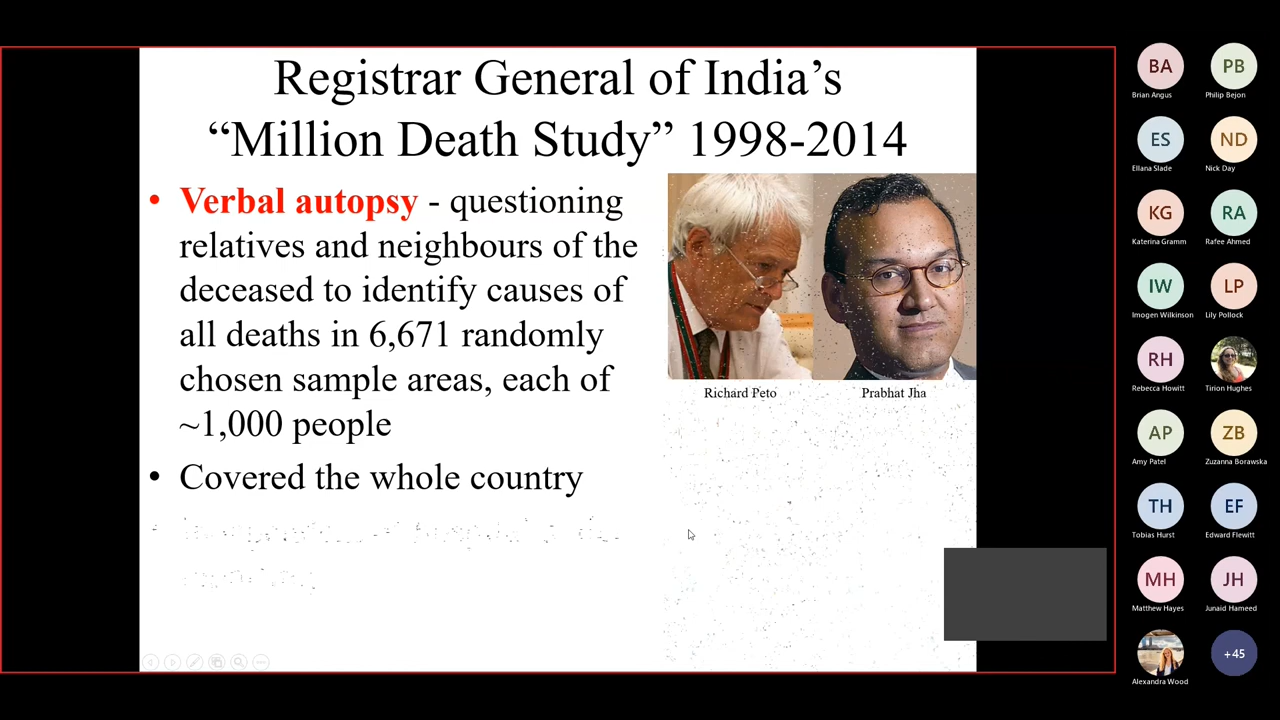 Registrar General of India’s
“Million Death Study” 1998-2014
• Verbal autopsy - questioning
relatives and neighbours of the
deceased to identify causes of
all deaths in 6,671 randomly
chosen sample areas, each of
~1,000 people
• Covered the whole country
Richard Peto
Prabhat Jha
BA
PB
Brian Angus
Philip Bejon
ES
ND
Ellana Slade
Nick Day
KG
RA
Katerina Gramm
Rafee Ahmed
IW
LP
Imogen Wilkinson
Lily Pollock
RH
Rebecca Howitt
Tirion Hughes
AP
ZB
Amy Patel
Zuzanna Borawska
TH
EF
Tobias Hurst
Edward Flewitt
MH
JH
Matthew Hayes
Junaid Hameed
+45
Alexandra Wood